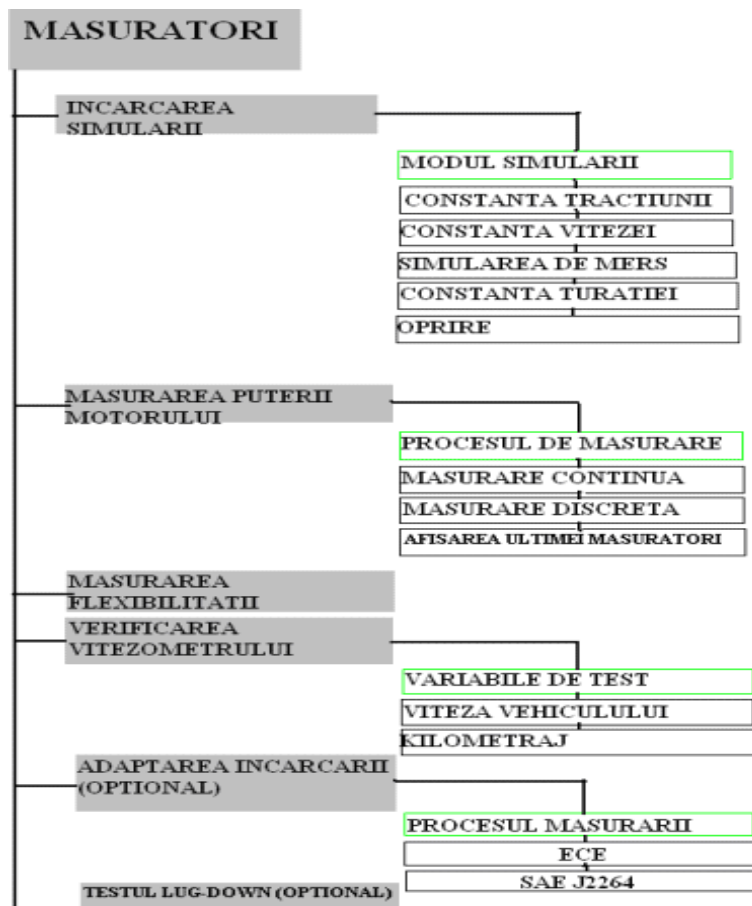 MASURATORI
INCARCAREA
SIMULARII
MODUL SIMULARII
CONSTANTA TRACTIUNII
CONSTANTA VITEZEI
SIMULAREA DE MERS
CONSTANTA TURATIEI
OPRIRE
MASURAREA PUTERII
MOTORULUI
PROCESUL DE MASURARE
MASURARE CONTINUA
MASURARE DISCRETA
AFISAREA ULTIMEI MASURATORI
MASURAREA
FLEXIBILITATII
VERIFICAREA
VITEZOMETRULUI
VARIABILE DE TEST
VITEZA VEHICULULUI
KILOMETRAJ
ADAPTAREA INCARCARII
(OPTIONAL)
PROCESUL MASURARII
ECE
SAE J2264
TESTUL LUG-DOWN (OPTIONAL)